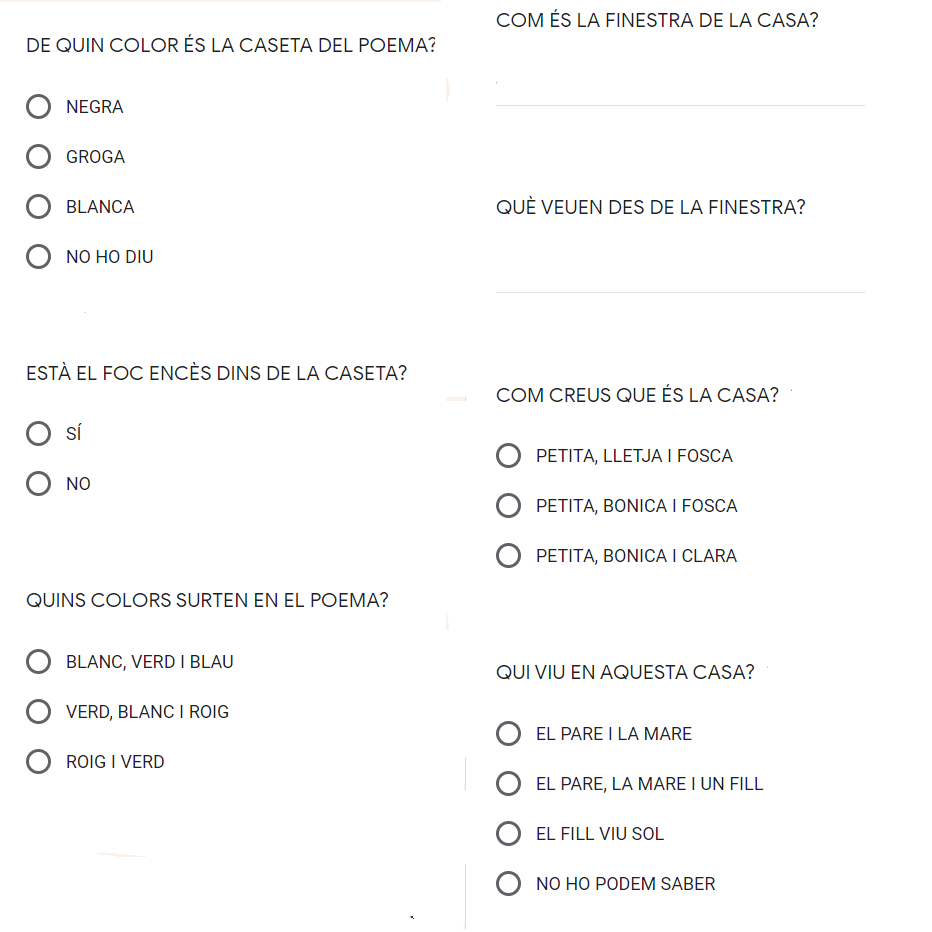 DE QUIN COLOR ÉS LA CASETA DEL POEMA?
NEGRA
GROGA
BLANCA
NO HO DIU
ESTÀ EL FOC ENCÈS DINS DE LA CASETA?
SÍ
NO
QUINS COLORS SURTEN EN EL POEMA?
BLANC, VERD I BLAU
VERD, BLANC I ROIG
ROIG I VERD
COM ÉS LA FINESTRA DE LA CASA?
QUÈ VEUEN DES DE LA FINESTRA?
COM CREUS QUE ÉS LA CASA?
PETITA, LLETJA I FOSCA
PETITA, BONICA I FOSCA
PETITA, BONICA I CLARA
QUI VIU EN AQUESTA CASA?
EL PARE I LA MARE
EL PARE, LA MARE I UN FILL
EL FILL VIU SOL
NO HO PODEM SABER